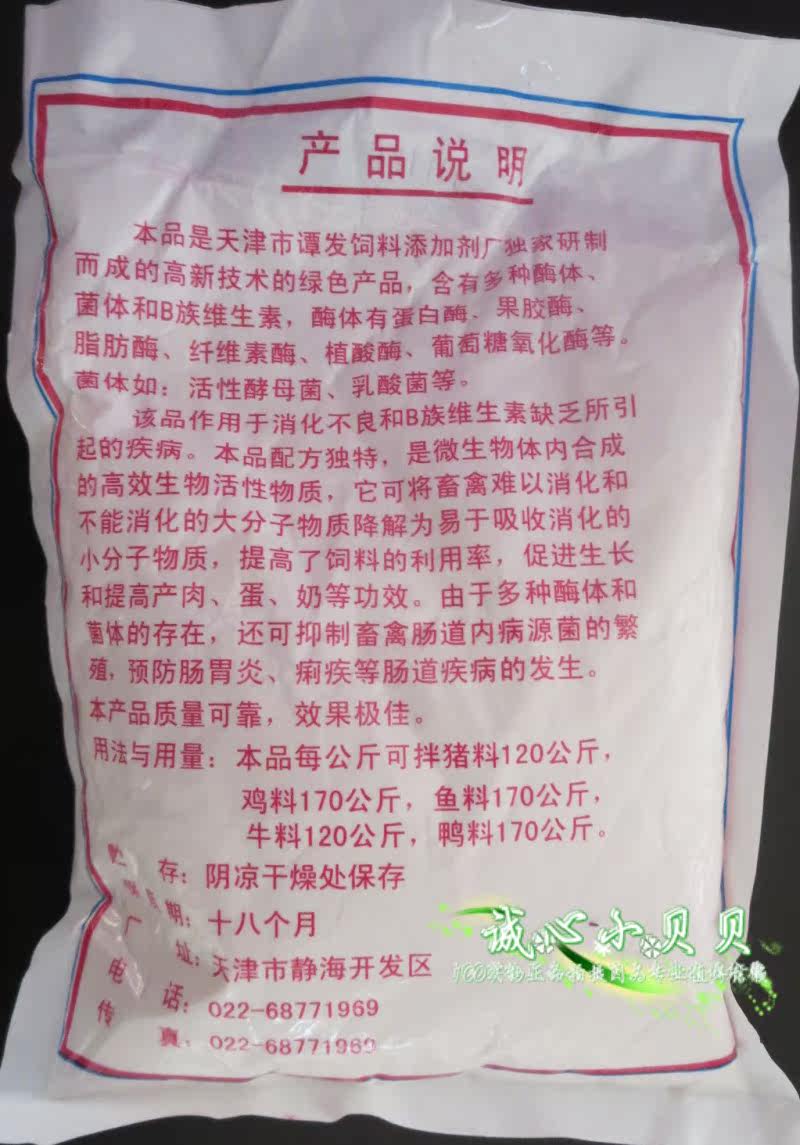 产品说明
本品是天津市谭发饲料添加剂厂独家研制
而成的高新技术的绿色产品，含有多种酶体、
菌体和B族维生素，酶体有蛋白酶、果胶酶、
脂肪酶、纤维素酶、植酸酶、葡萄糖氧化酶等。
菌体如：活性酵母菌、乳酸菌等。
该品作用于消化不良和B族维生素缺乏所引
起的疾病。本品配方独特，是微生物体内合成
的高效生物活性物质，它可将畜禽难以消化和
不能消化的大分子物质降解为易于吸收消化的
小分子物质，提高了饲料的利用率，促进生长
和提高产肉、蛋、奶等功效。由于多种酶体和
菌体的存在，还可抑制畜禽肠道内病源菌的繁
殖，预防肠胃炎、痢疾等肠道疾病的发生。
本产品质量可靠，效果极佳。
用法与用量：本品每公斤可拌猪料120公斤，
鸡料170公斤，鱼料170公斤，
牛料120公斤，鸭料170公斤。
存：阴凉干燥处保存
期：十八个月
厂址：天津市静海开发区
电话：022-68771969
传真：022-68771969
诚心小贝贝